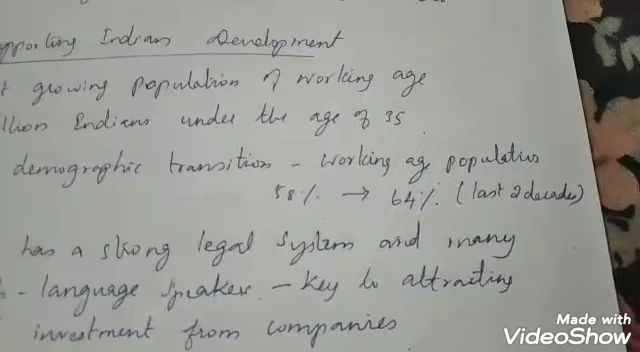 pporting Indian Development
growing population of working age
llion Indians under the age of 35
demographic transition - working age population
58% → 64% (last 2 decades)
has a strong legal system and many
- language speaker - key to attracting
investment from companies
Made with
VideoShow